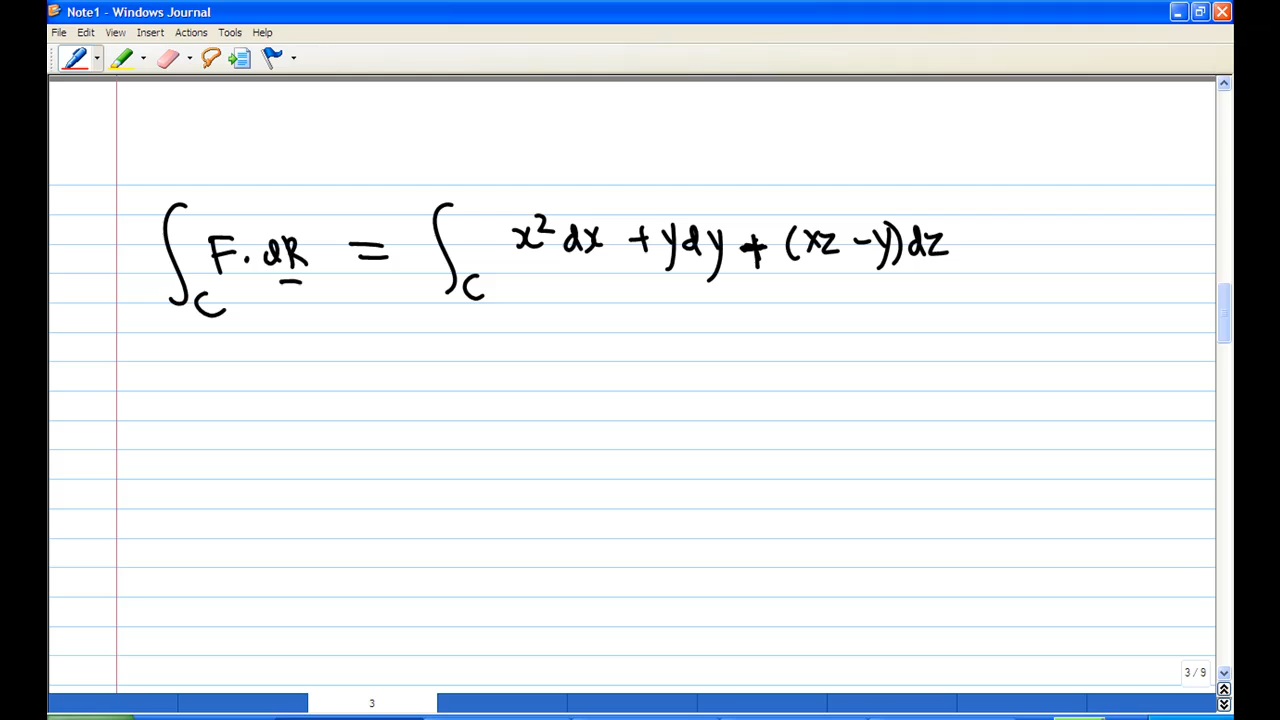 Note1 - Windows Journal
File Edit View Insert Actions Tools Help
∫_C F. dR = ∫_C x² dx + ydy + (xz - y)dz
3 / 9
3